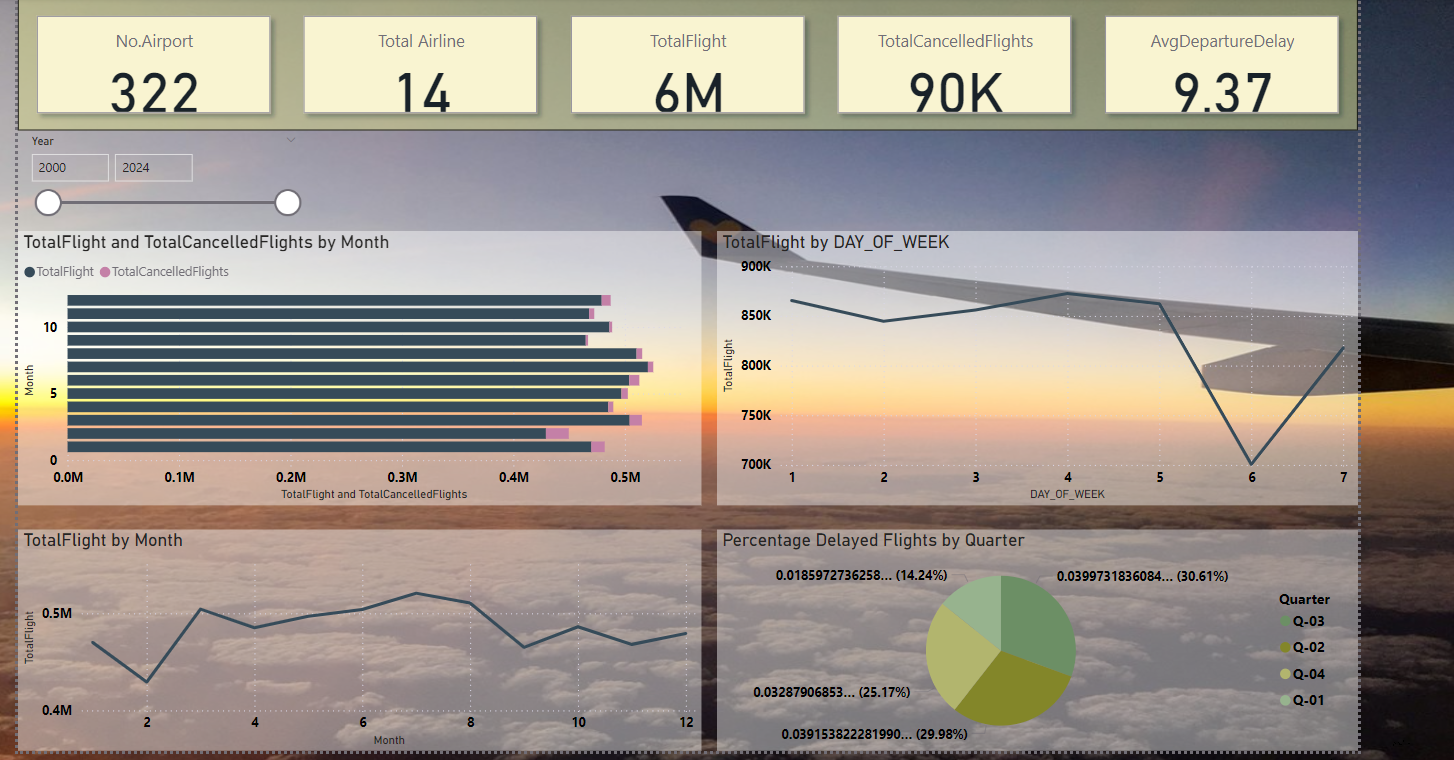 No.Airport
322
Total Airline
14
TotalFlight
6M
TotalCancelledFlights
90K
AvgDepartureDelay
9.37
Year
2000 2024
TotalFlight and TotalCancelledFlights by Month
TotalFlight TotalCancelledFlights
10
5
0
Month
0.0M 0.1M 0.2M 0.3M 0.4M 0.5M
TotalFlight and TotalCancelledFlights
TotalFlight by DAY_OF_WEEK
900K
850K
800K
750K
700K
TotalFlight
1 2 3 4 5 6 7
DAY_OF_WEEK
TotalFlight by Month
0.5M
0.4M
TotalFlight
2 4 6 8 10 12
Month
Percentage Delayed Flights by Quarter
0.0185972736258... (14.24%)
0.0399731836084... (30.61%)
0.03287906853... (25.17%)
0.039153822281990... (29.98%)
Quarter
Q-03
Q-02
Q-04
Q-01